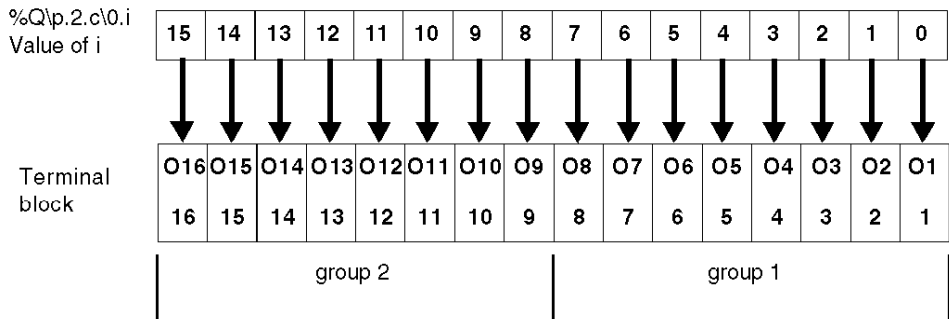 %Q\p.2.c\0.i
Value of i
15 14 13 12 11 10 9 8 7 6 5 4 3 2 1 0
Terminal
block
O16 O15 O14 O13 O12 O11 O10 O9 O8 O7 O6 O5 O4 O3 O2 O1
16 15 14 13 12 11 10 9 8 7 6 5 4 3 2 1
group 2 group 1